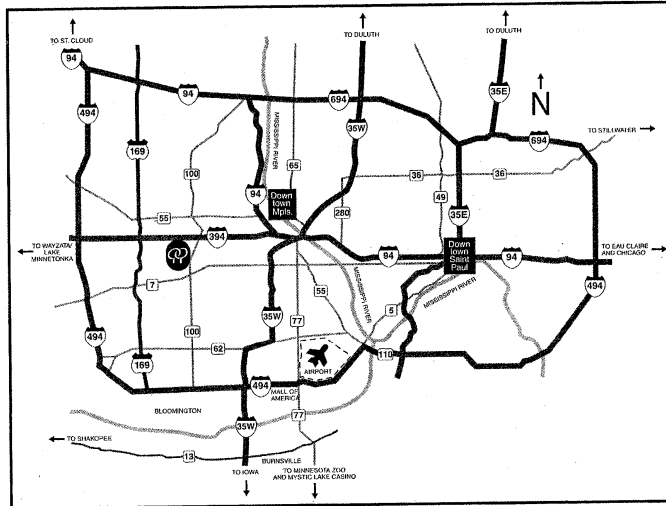 TO ST. CLOUD
TO DULUTH
TO DULUTH
94
35E
N
94
694
494
35W
MISSISSIPPI RIVER
TO STILLWATER
169
65
694
100
36
36
94
Down
town
Mpls.
280
49
55
35E
394
TO WAYZATA/
LAKE
MINNETONKA
94
Down
town
Saint
Paul
94
TO EAU CLAIRE
AND CHICAGO
7
55
MISSISSIPPI RIVER
MISSISSIPPI RIVER
494
35W
77
5
494
100
62
169
AIRPORT
110
494
MALL OF
AMERICA
BLOOMINGTON
77
35W
TO SHAKOPEE
13
BURNSVILLE
TO IOWA
TO MINNESOTA ZOO
AND MYSTIC LAKE CASINO